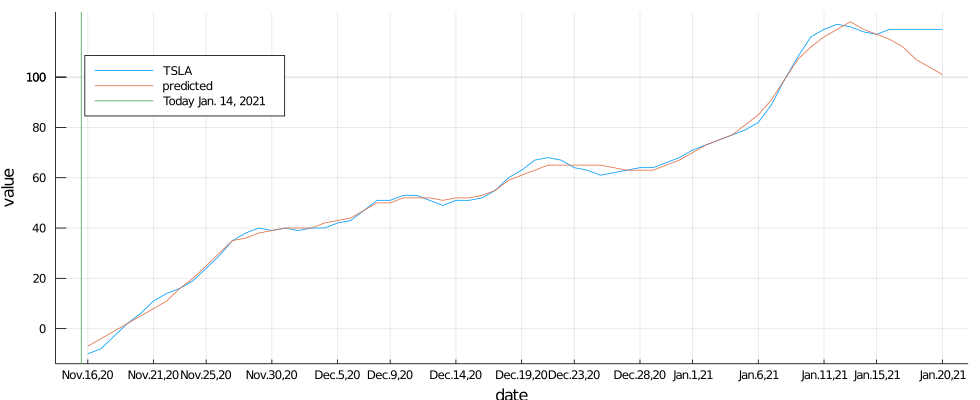 TSLA
predicted
Today Jan. 14, 2021
value
100
80
60
40
20
0
Nov.16,20 Nov.21,20 Nov.25,20 Nov.30,20 Dec.5,20 Dec.9,20 Dec.14,20 Dec.19,20 Dec.23,20 Dec.28,20 Jan.1,21 Jan.6,21 Jan.11,21 Jan.15,21 Jan.20,21
date